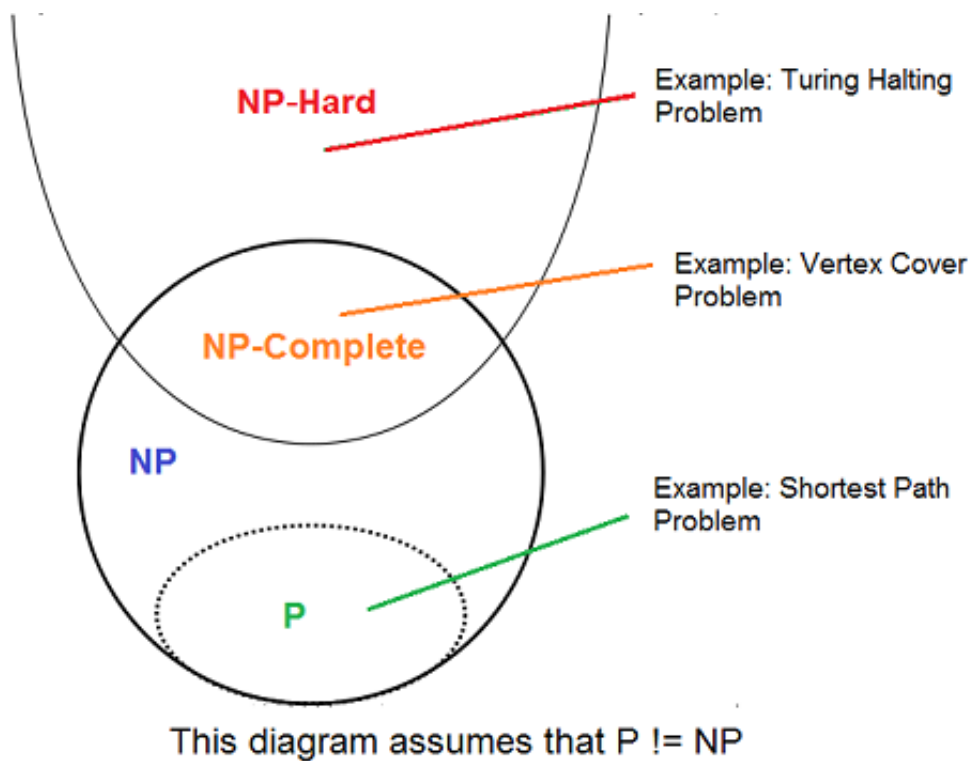 NP-Hard
Example: Turing Halting
Problem
Example: Vertex Cover
Problem
NP-Complete
NP
Example: Shortest Path
Problem
P
This diagram assumes that P != NP